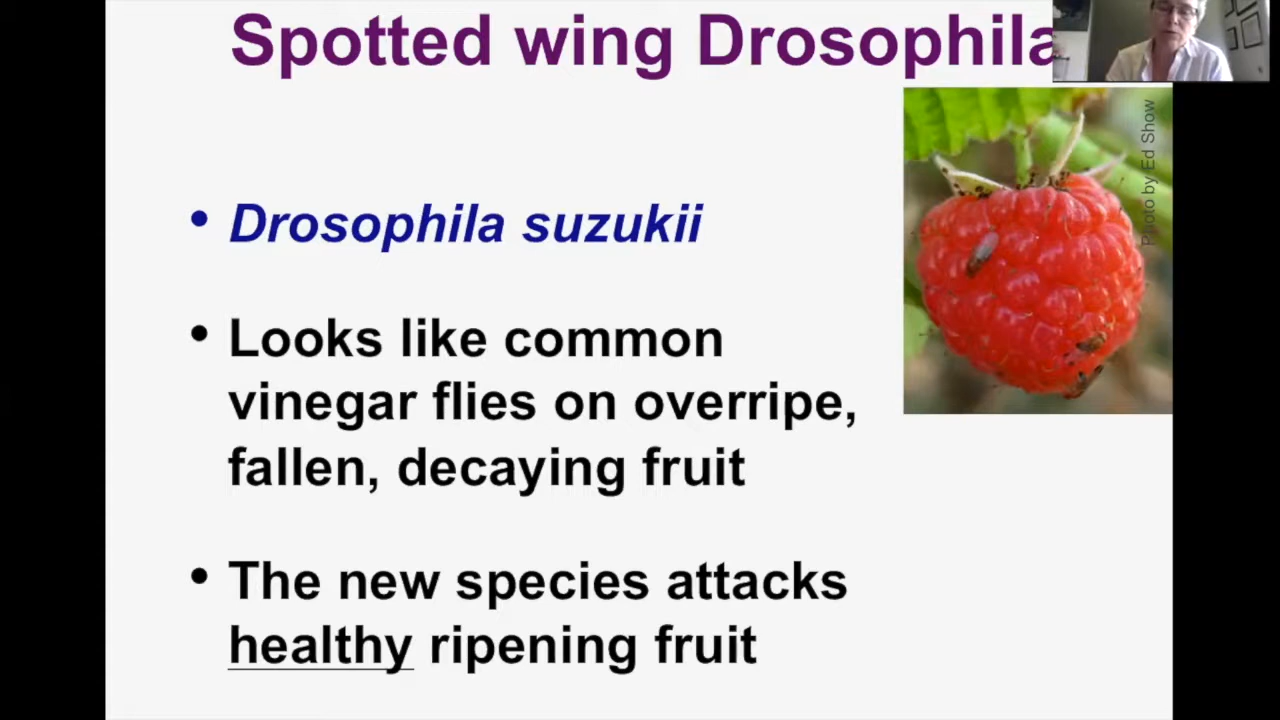 Spotted wing Drosophila
Photo by Ed Show
• Drosophila suzukii
• Looks like common
vinegar flies on overripe,
fallen, decaying fruit
• The new species attacks
healthy ripening fruit